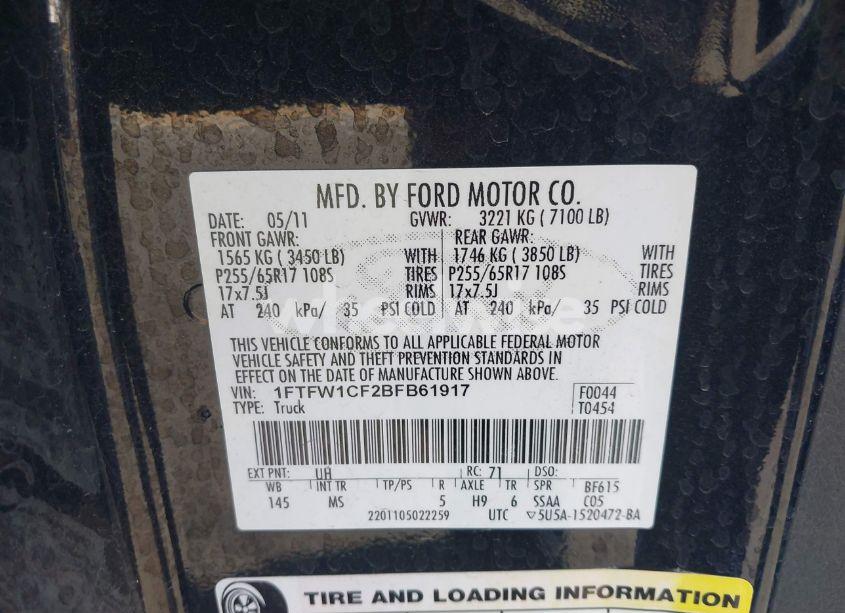 MFD. BY FORD MOTOR CO.
DATE: 05/11 GVWR: 3221 KG ( 7100 LB)
FRONT GAWR: REAR GAWR:
1565 KG ( 3450 LB) WITH 1746 KG ( 3850 LB) WITH
P255/65R17 108S TIRES P255/65R17 108S TIRES
17x7.5J RIMS 17x7.5J RIMS
AT 240 kPa/ 35 PSI COLD AT 240 kPa/ 35 PSI COLD
THIS VEHICLE CONFORMS TO ALL APPLICABLE FEDERAL MOTOR
VEHICLE SAFETY AND THEFT PREVENTION STANDARDS IN
EFFECT ON THE DATE OF MANUFACTURE SHOWN ABOVE.
VIN: 1FTFW1CF2BFB61917 F0044
TYPE: Truck T0454
EXT PNT: UH RC: 71 DSO:
WB INT TR TP/PS R AXLE TR SPR BF615
145 MS 5 H9 6 SSAA C05
2201105022259 UTC ▽5U5A-1520472-BA
TIRE AND LOADING INFORMATION